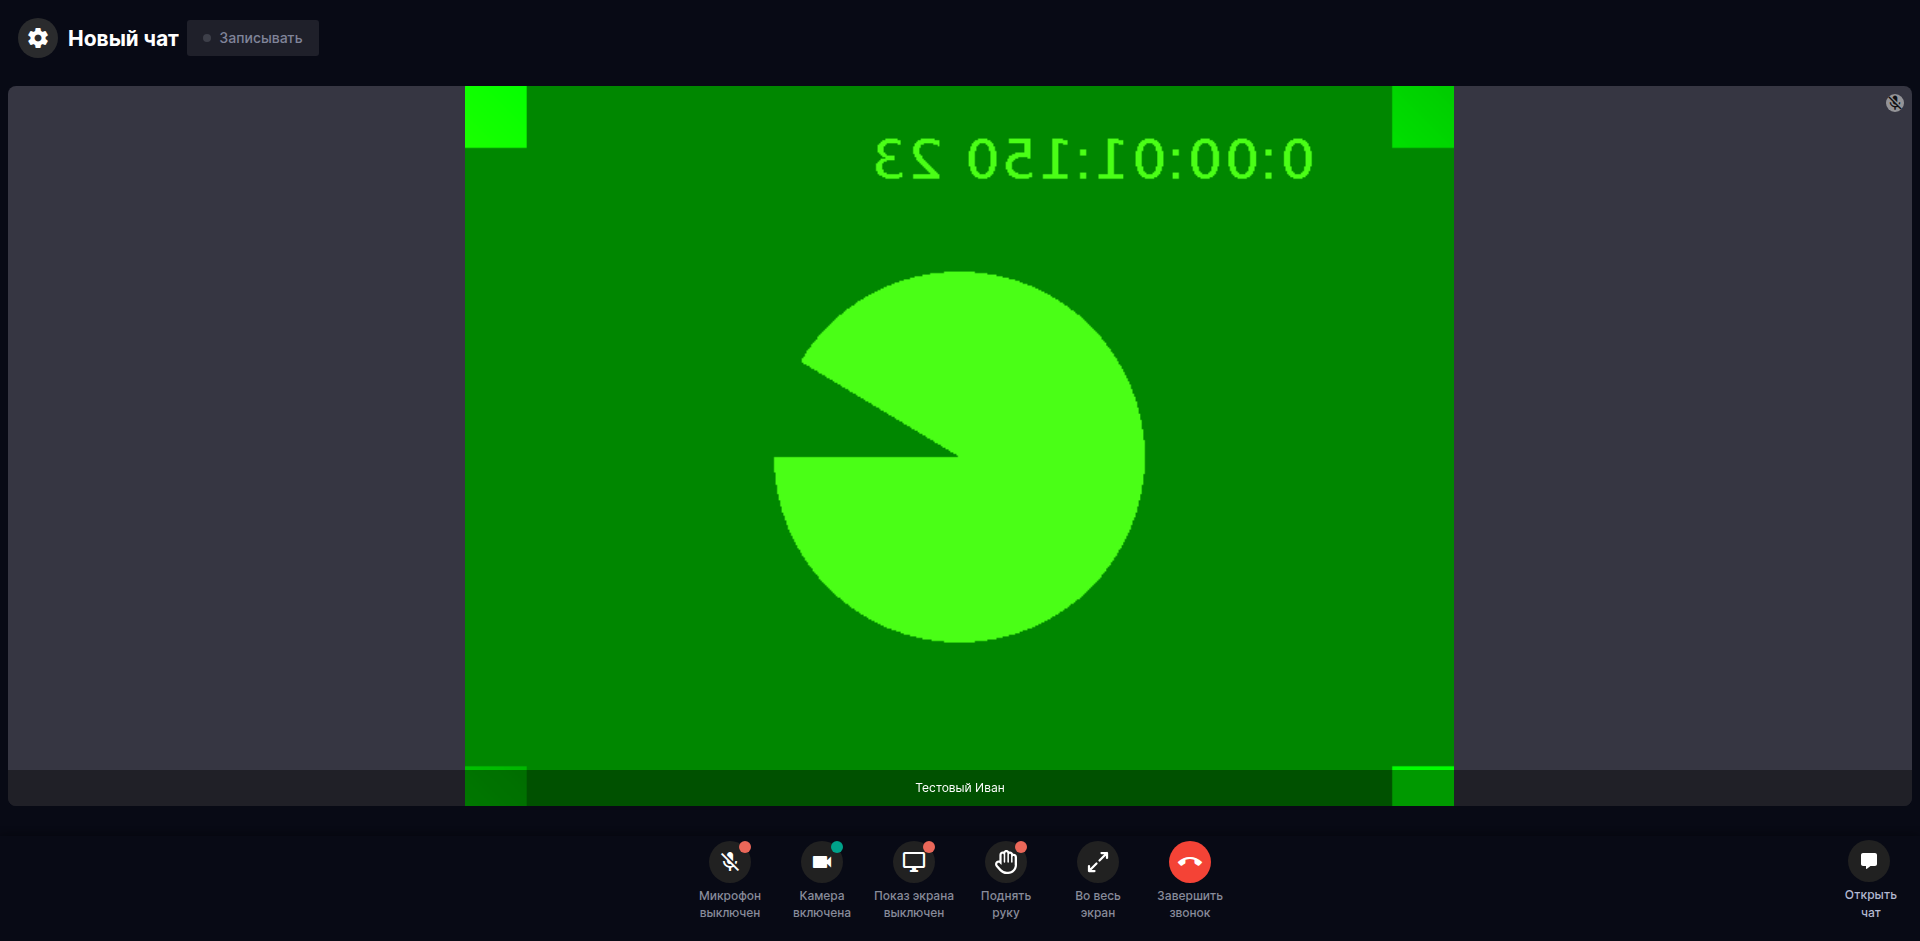 Новый чат
Записывать
0:00:01:150 23
Тестовый Иван
Микрофон
выключен
Камера
включена
Показ экрана
выключен
Поднять
руку
Во весь
экран
Завершить
звонок
Открыть
чат